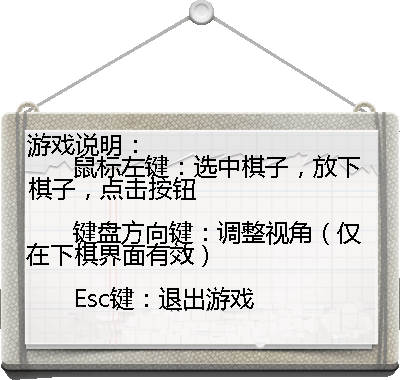 游戏说明：
鼠标左键：选中棋子，放下
棋子，点击按钮
键盘方向键：调整视角（仅
在下棋界面有效）
Esc键：退出游戏